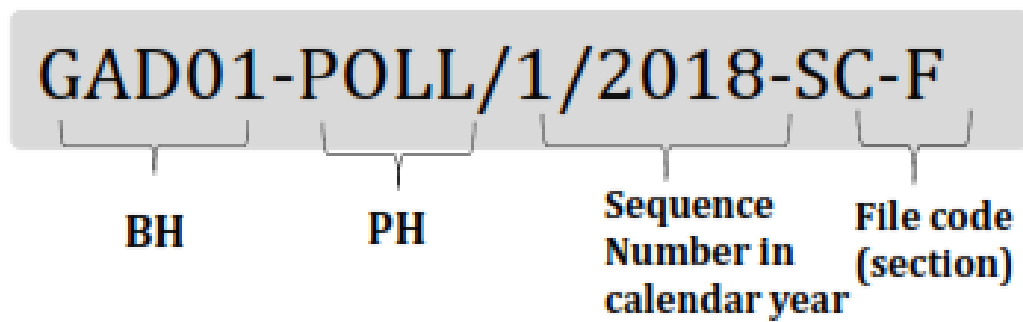 GAD01-POLL/1/2018-SC-F
BH
PH
Sequence
Number in
calendar year
File code
(section)